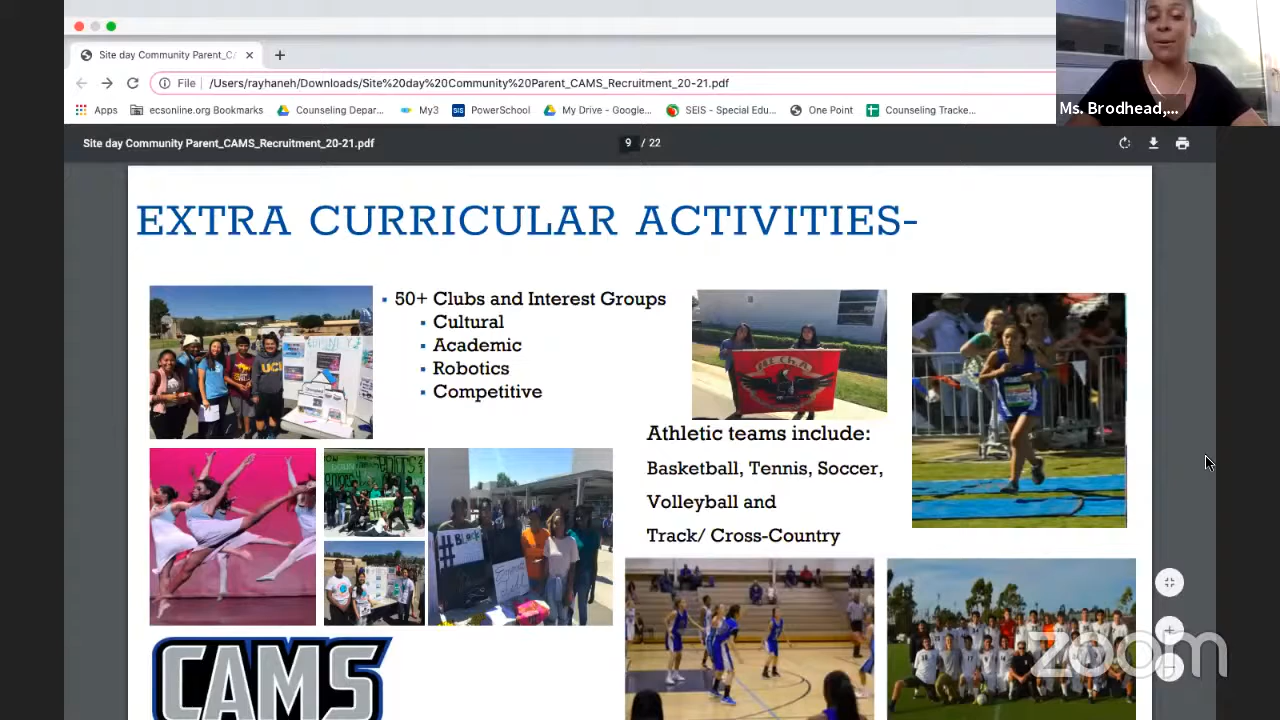 Site day Community Parent_C
File
/Users/rayhaneh/Downloads/Site%20day%20Community%20Parent_CAMS_Recruitment_20-21.pdf
Apps
ecsonline.org Bookmarks
Counseling Depar...
My3
SIS
PowerSchool
My Drive - Google...
SEIS - Special Edu...
One Point
Counseling Tracke...
Ms. Brodhead,...
Site day Community Parent_CAMS_Recruitment_20-21.pdf
9 / 22
EXTRA CURRICULAR ACTIVITIES-
▪ 50+ Clubs and Interest Groups
▪ Cultural
▪ Academic
▪ Robotics
▪ Competitive
UCI
Athletic teams include:
Basketball, Tennis, Soccer,
Volleyball and
Track/ Cross-Country
CAMS
zoom